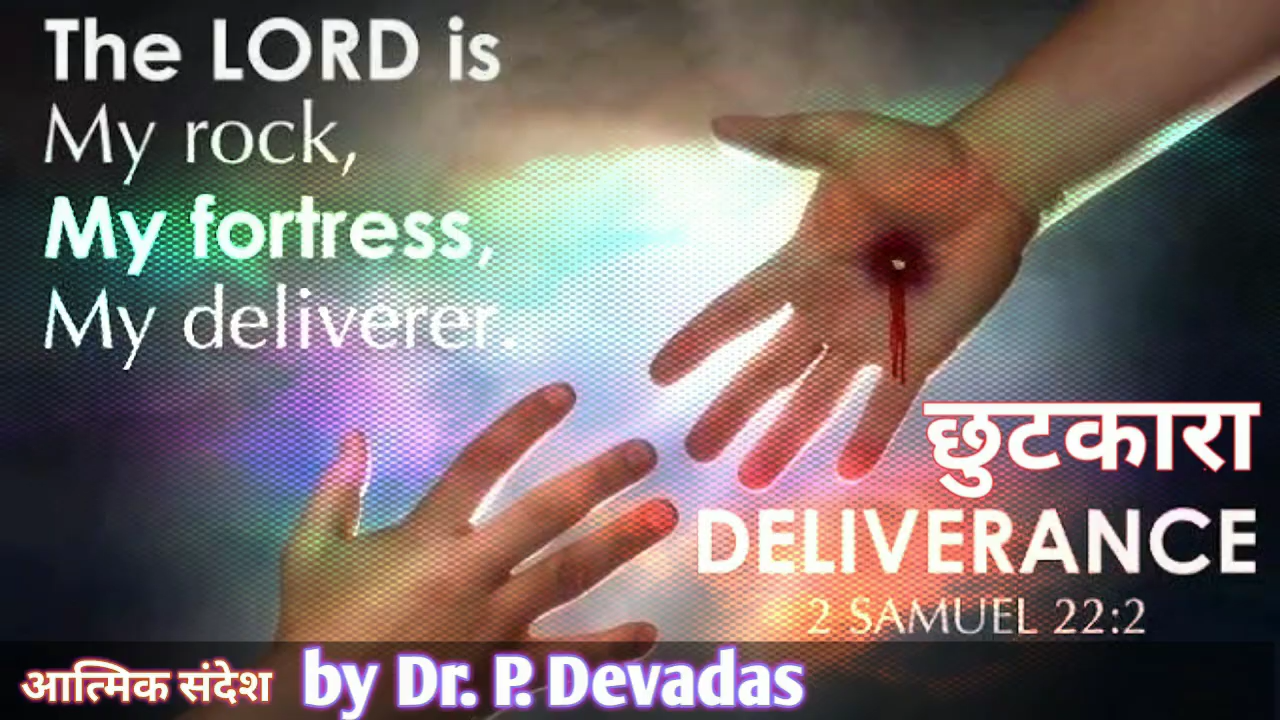 The LORD is
My rock,
My fortress,
My deliverer.
छुटकारा
DELIVERANCE
2 SAMUEL 22:2
आत्मिक संदेश by Dr. P. Devadas